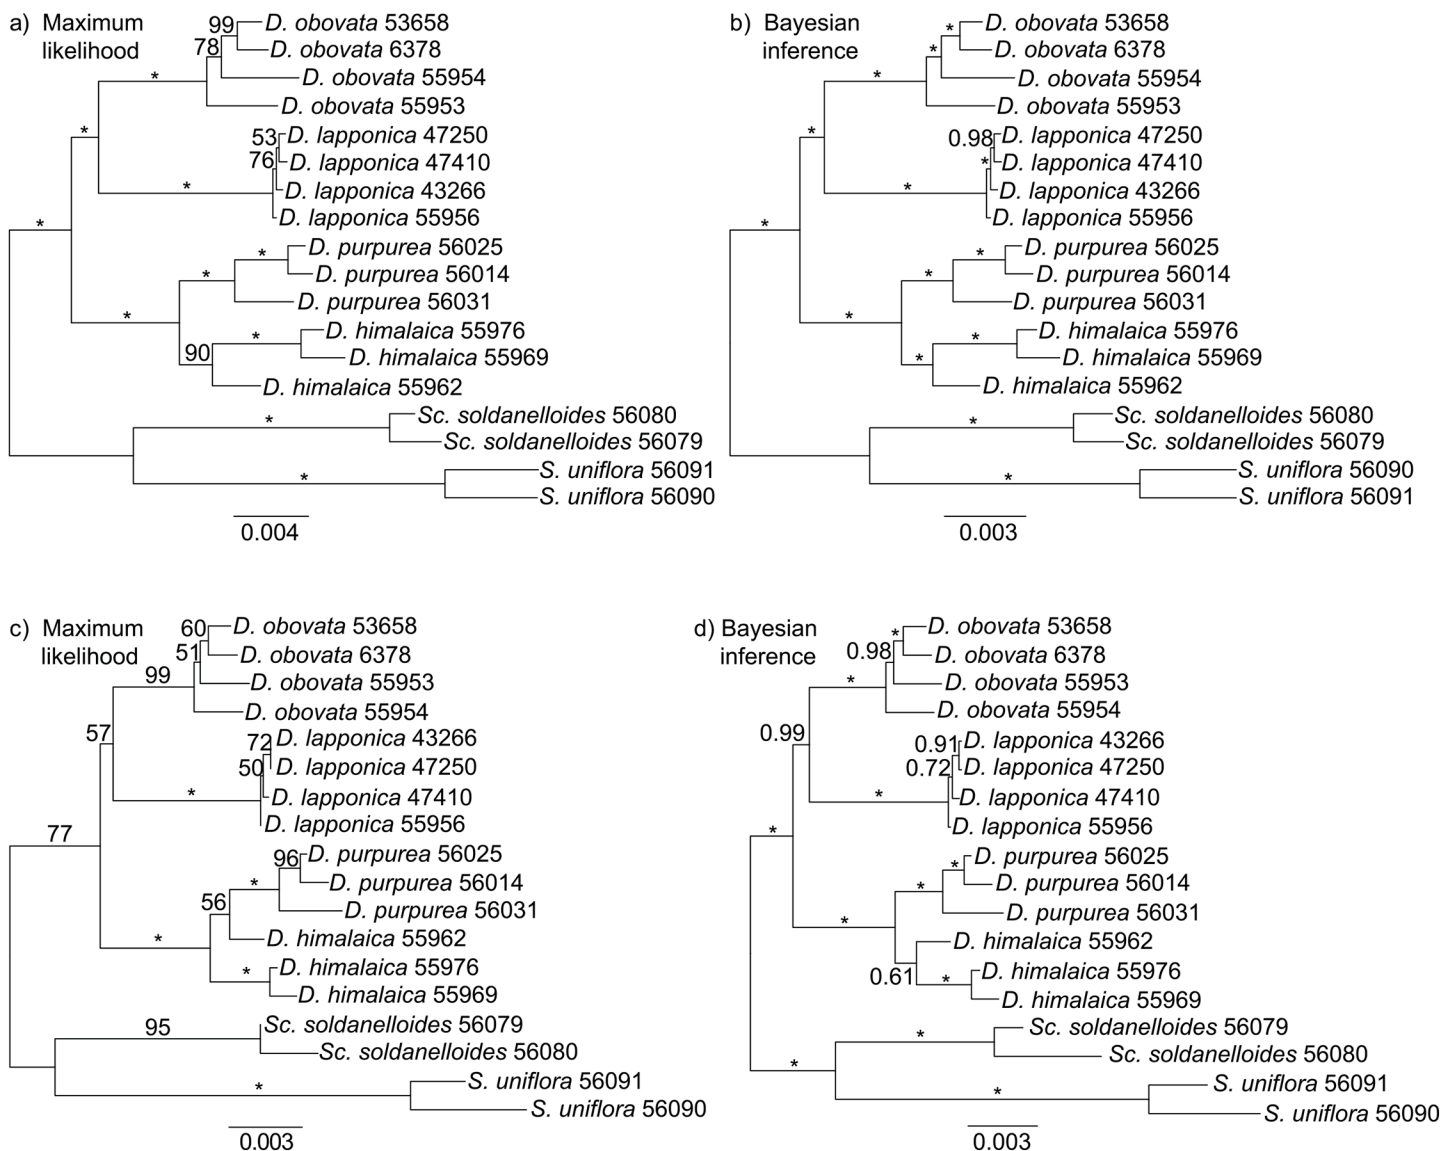 a) Maximum likelihood
*
*
*
99
78
D. obovata 53658
D. obovata 6378
D. obovata 55954
D. obovata 55953
*
53
76
D. lapponica 47250
D. lapponica 47410
D. lapponica 43266
D. lapponica 55956
*
*
*
D. purpurea 56025
D. purpurea 56014
D. purpurea 56031
90
*
D. himalaica 55976
D. himalaica 55969
D. himalaica 55962
*
Sc. soldanelloides 56080
Sc. soldanelloides 56079
*
S. uniflora 56091
S. uniflora 56090
0.004
b) Bayesian inference
*
*
*
*
*
D. obovata 53658
D. obovata 6378
D. obovata 55954
D. obovata 55953
*
0.98
*
D. lapponica 47250
D. lapponica 47410
D. lapponica 43266
D. lapponica 55956
*
*
*
D. purpurea 56025
D. purpurea 56014
D. purpurea 56031
*
*
D. himalaica 55976
D. himalaica 55969
D. himalaica 55962
*
Sc. soldanelloides 56080
Sc. soldanelloides 56079
*
S. uniflora 56090
S. uniflora 56091
0.003
c) Maximum likelihood
77
57
99
60
51
D. obovata 53658
D. obovata 6378
D. obovata 55953
D. obovata 55954
*
72
50
D. lapponica 43266
D. lapponica 47250
D. lapponica 47410
D. lapponica 55956
*
56
*
96
D. purpurea 56025
D. purpurea 56014
D. purpurea 56031
D. himalaica 55962
*
D. himalaica 55976
D. himalaica 55969
95
Sc. soldanelloides 56079
Sc. soldanelloides 56080
*
S. uniflora 56091
S. uniflora 56090
0.003
d) Bayesian inference
*
0.99
*
0.98
*
D. obovata 53658
D. obovata 6378
D. obovata 55953
D. obovata 55954
*
0.91
0.72
D. lapponica 43266
D. lapponica 47250
D. lapponica 47410
D. lapponica 55956
*
*
*
D. purpurea 56025
D. purpurea 56014
D. purpurea 56031
0.61
D. himalaica 55962
*
D. himalaica 55976
D. himalaica 55969
*
*
Sc. soldanelloides 56079
Sc. soldanelloides 56080
*
S. uniflora 56091
S. uniflora 56090
0.003